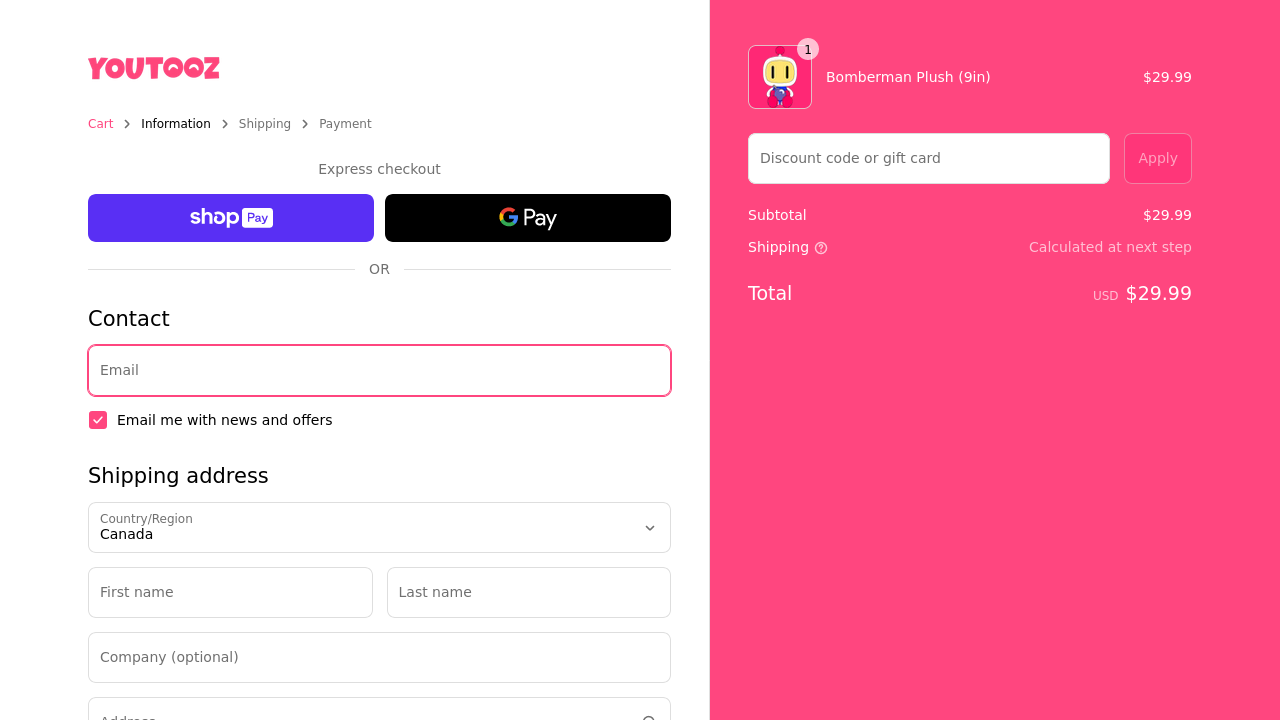 YOUTOOZ
Cart
Information
Shipping
Payment
Express checkout
shop Pay
G Pay
OR
Contact
Email
Email me with news and offers
Shipping address
Country/Region
Canada
First name
Last name
Company (optional)
Address
1
Bomberman Plush (9in)
$29.99
Discount code or gift card
Apply
Subtotal
$29.99
Shipping
Calculated at next step
Total
USD $29.99